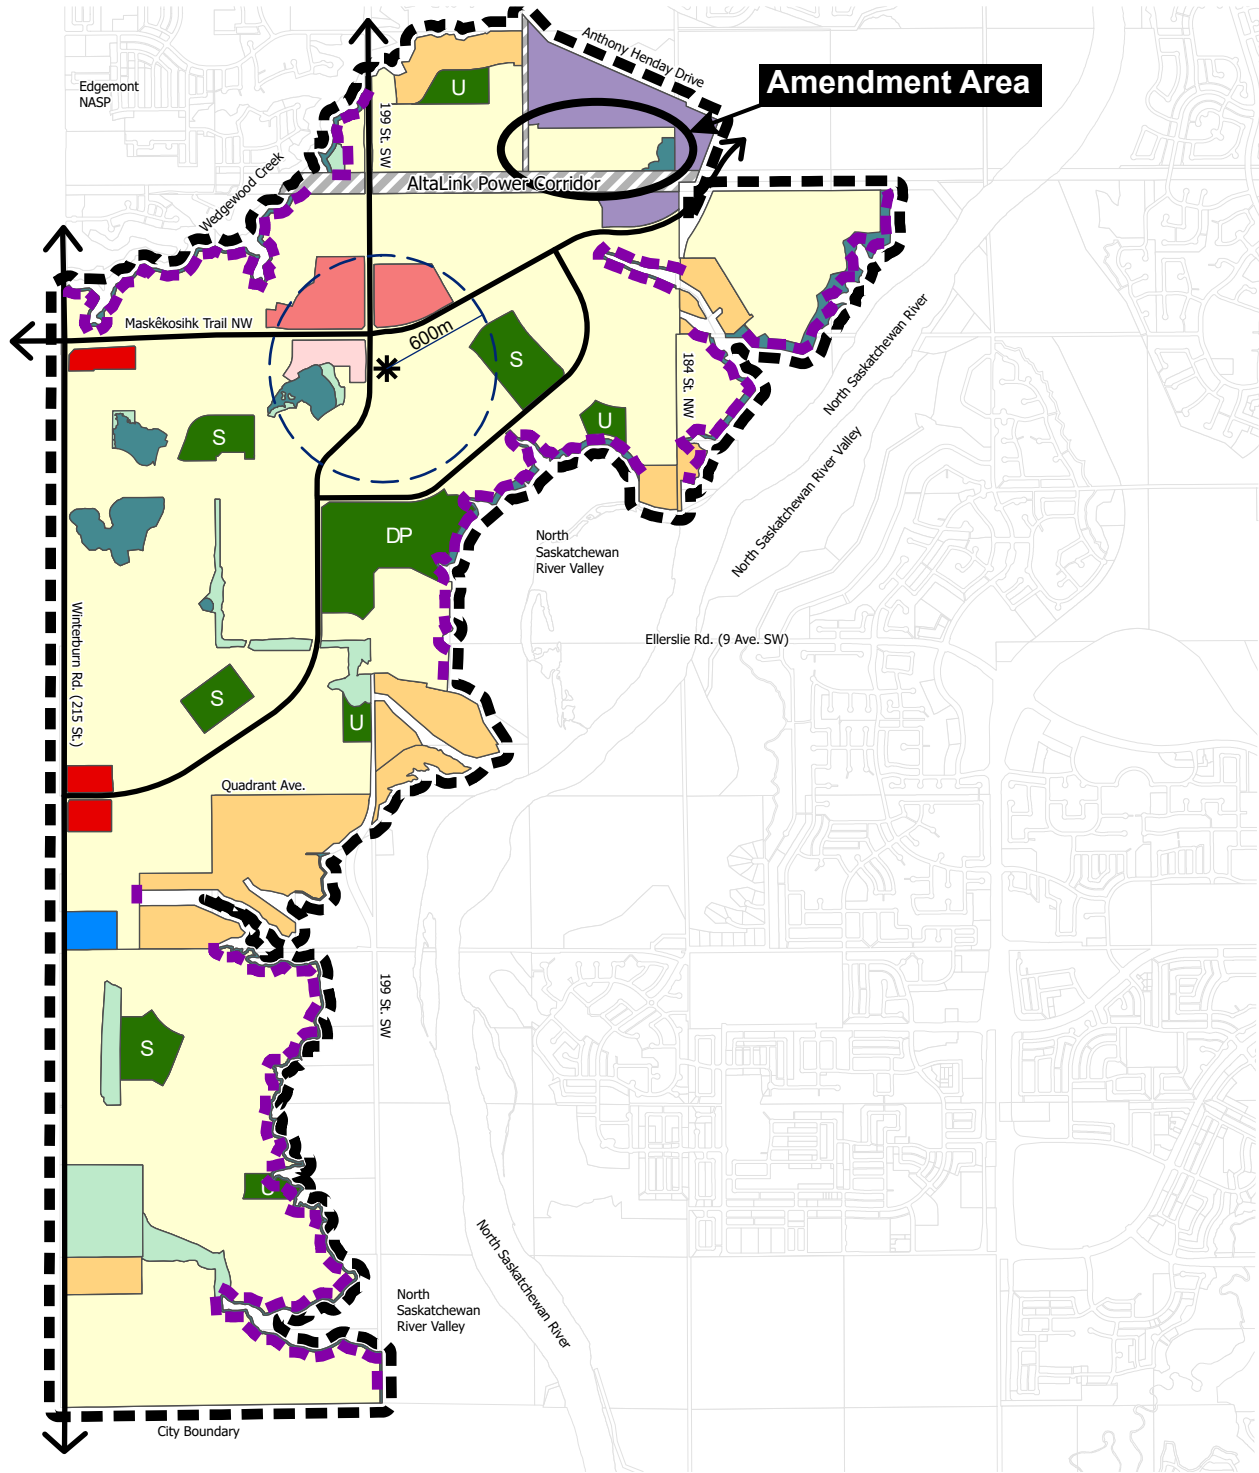 Anthony Henday Drive
Amendment Area
Edgemont
NASP
U
199 St. SW
Wedgewood Creek
AltaLink Power Corridor
Maskêkosihk Trail NW
600m
S
184 St. NW
North Saskatchewan River
U
S
North Saskatchewan River Valley
DP
North
Saskatchewan
River Valley
Winterburn Rd. (215 St.)
Ellerslie Rd. (9 Ave. SW)
S
U
Quadrant Ave.
199 St. SW
S
U
North Saskatchewan River
North
Saskatchewan
River Valley
City Boundary